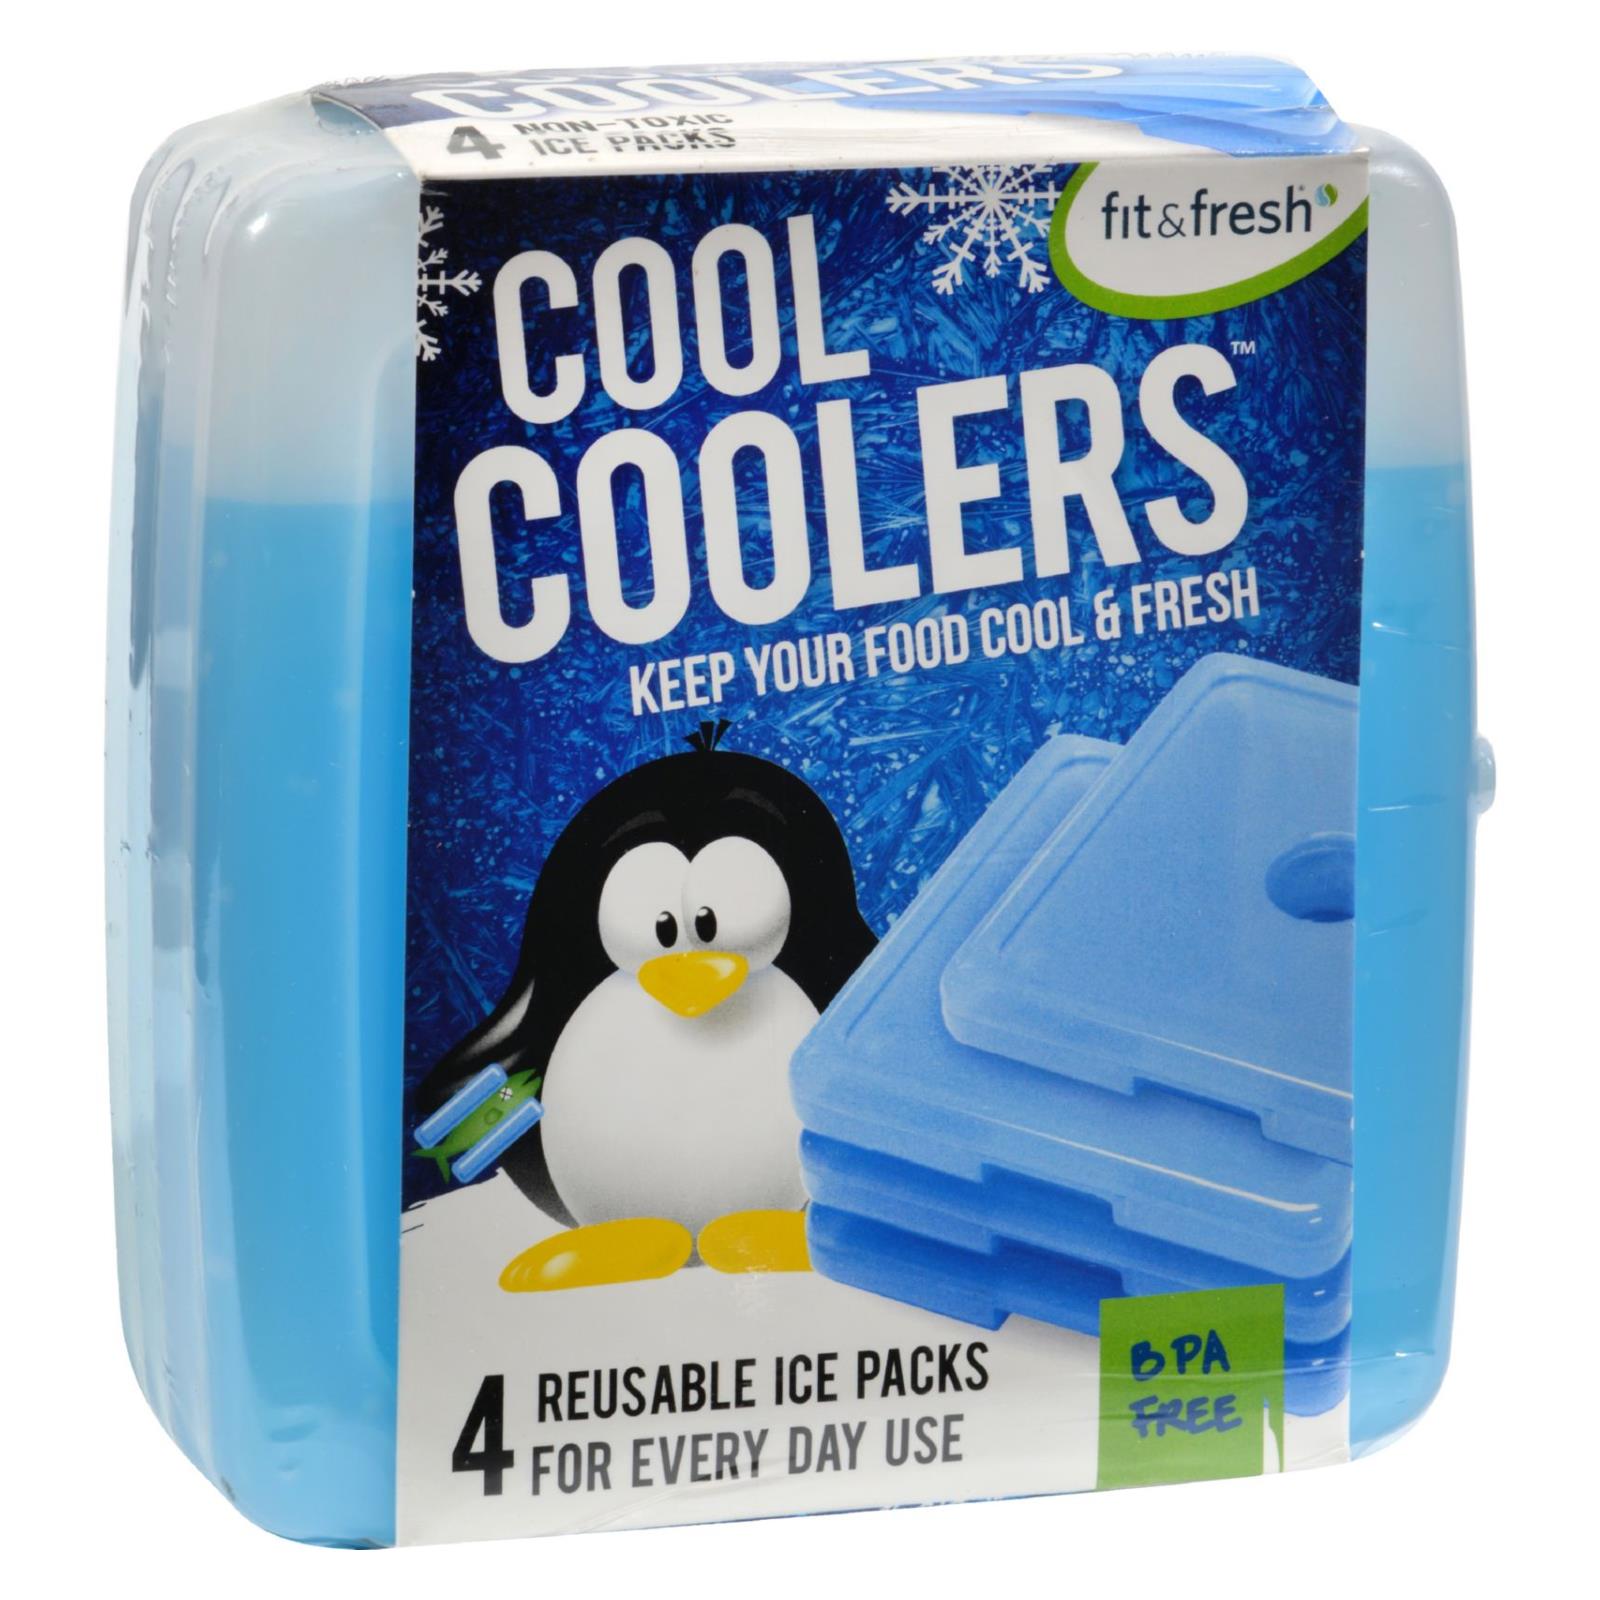 COOLERS
4 NON-TOXIC
ICE PACKS
fit&fresh®
COOL
COOLERS™
KEEP YOUR FOOD COOL & FRESH
4 REUSABLE ICE PACKS
FOR EVERY DAY USE
BPA
FREE